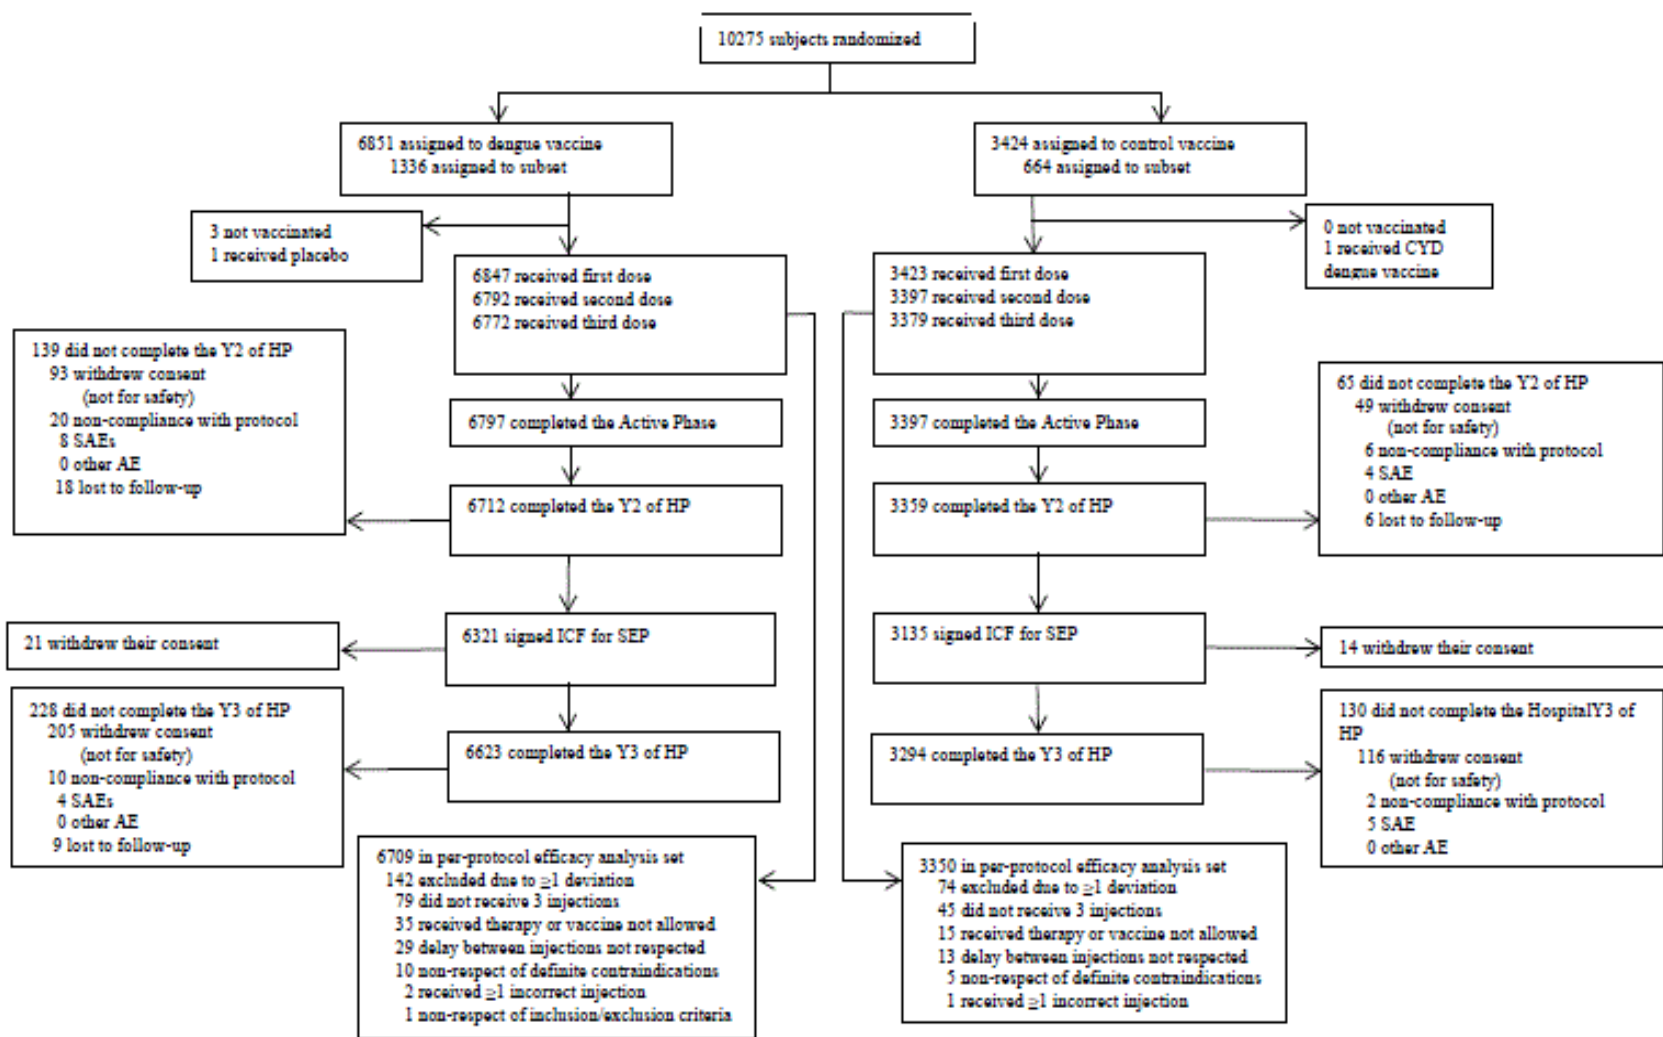 10275 subjects randomized
6851 assigned to dengue vaccine
1336 assigned to subset
3424 assigned to control vaccine
664 assigned to subset
3 not vaccinated
1 received placebo
0 not vaccinated
1 received CYD
dengue vaccine
6847 received first dose
6792 received second dose
6772 received third dose
3423 received first dose
3397 received second dose
3379 received third dose
139 did not complete the Y2 of HP
93 withdrew consent
(not for safety)
20 non-compliance with protocol
8 SAEs
0 other AE
18 lost to follow-up
6797 completed the Active Phase
3397 completed the Active Phase
65 did not complete the Y2 of HP
49 withdrew consent
(not for safety)
6 non-compliance with protocol
4 SAE
0 other AE
6 lost to follow-up
6712 completed the Y2 of HP
3359 completed the Y2 of HP
21 withdrew their consent
6321 signed ICF for SEP
3135 signed ICF for SEP
14 withdrew their consent
228 did not complete the Y3 of HP
205 withdrew consent
(not for safety)
10 non-compliance with protocol
4 SAEs
0 other AE
9 lost to follow-up
6623 completed the Y3 of HP
3294 completed the Y3 of HP
130 did not complete the HospitalY3 of
HP
116 withdrew consent
(not for safety)
2 non-compliance with protocol
5 SAE
0 other AE
6709 in per-protocol efficacy analysis set
142 excluded due to ≥1 deviation
79 did not receive 3 injections
35 received therapy or vaccine not allowed
29 delay between injections not respected
10 non-respect of definite contraindications
2 received ≥1 incorrect injection
1 non-respect of inclusion/exclusion criteria
3350 in per-protocol efficacy analysis set
74 excluded due to ≥1 deviation
45 did not receive 3 injections
15 received therapy or vaccine not allowed
13 delay between injections not respected
5 non-respect of definite contraindications
1 received ≥1 incorrect injection